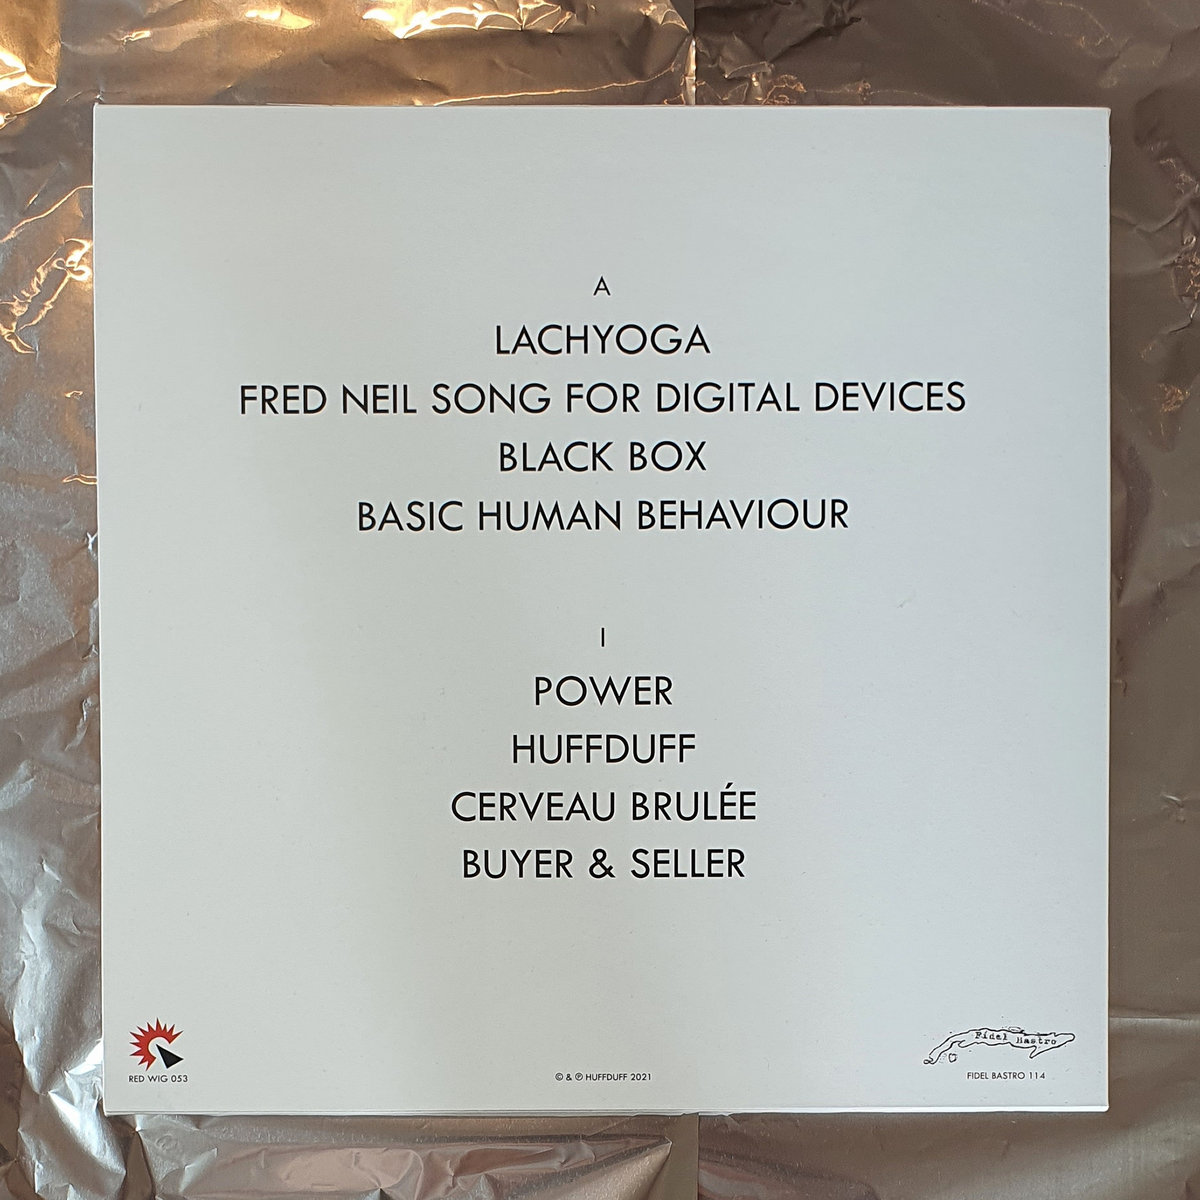 A
LACHYOGA
FRED NEIL SONG FOR DIGITAL DEVICES
BLACK BOX
BASIC HUMAN BEHAVIOUR
I
POWER
HUFFDUFF
CERVEAU BRULÉE
BUYER & SELLER
RED WIG 053
© & ℗ HUFFDUFF 2021
Fidel Bastro
FIDEL BASTRO 114